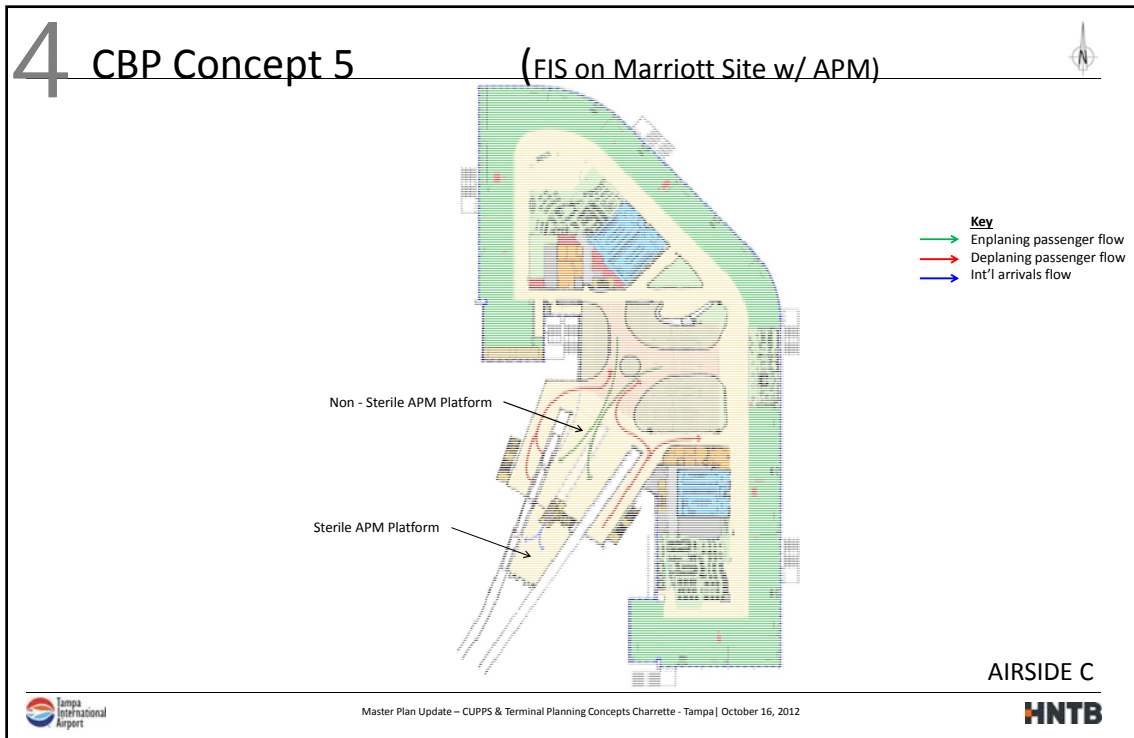 4 CBP Concept 5 (FIS on Marriott Site w/ APM)
N
Key
Enplaning passenger flow
Deplaning passenger flow
Int'l arrivals flow
Non - Sterile APM Platform
Sterile APM Platform
AIRSIDE C
Tampa
International
Airport
Master Plan Update – CUPPS & Terminal Planning Concepts Charrette - Tampa| October 16, 2012
HNTB